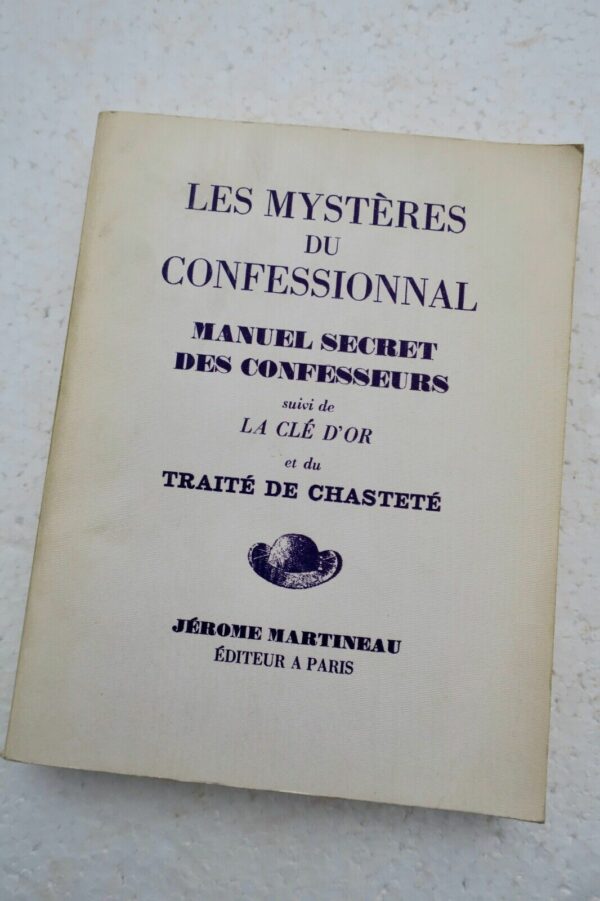 LES MYSTÈRES
DU
CONFESSIONNAL
MANUEL SECRET
DES CONFESSEURS
suivi de
LA CLÉ D'OR
et du
TRAITÉ DE CHASTETÉ
JÉROME MARTINEAU
ÉDITEUR A PARIS